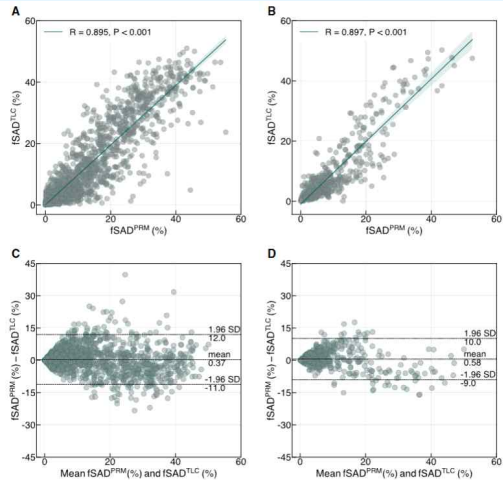 A
B
R = 0.895, P < 0.001
R = 0.897, P < 0.001
60
40
20
0
fSAD^TLC (%)
0
20
40
60
fSAD^PRM (%)
60
40
20
0
fSAD^TLC (%)
0
20
40
60
fSAD^PRM (%)
C
D
45
30
15
0
-15
-30
-45
fSAD^PRM (%) – fSAD^TLC (%)
1.96 SD
12.0
mean
0.37
-1.96 SD
-11.0
0
20
40
60
Mean fSAD^PRM(%) and fSAD^TLC (%)
45
30
15
0
-15
-30
-45
fSAD^PRM (%) – fSAD^TLC (%)
1.96 SD
10.0
mean
0.58
-1.96 SD
-9.0
0
20
40
60
Mean fSAD^PRM(%) and fSAD^TLC (%)